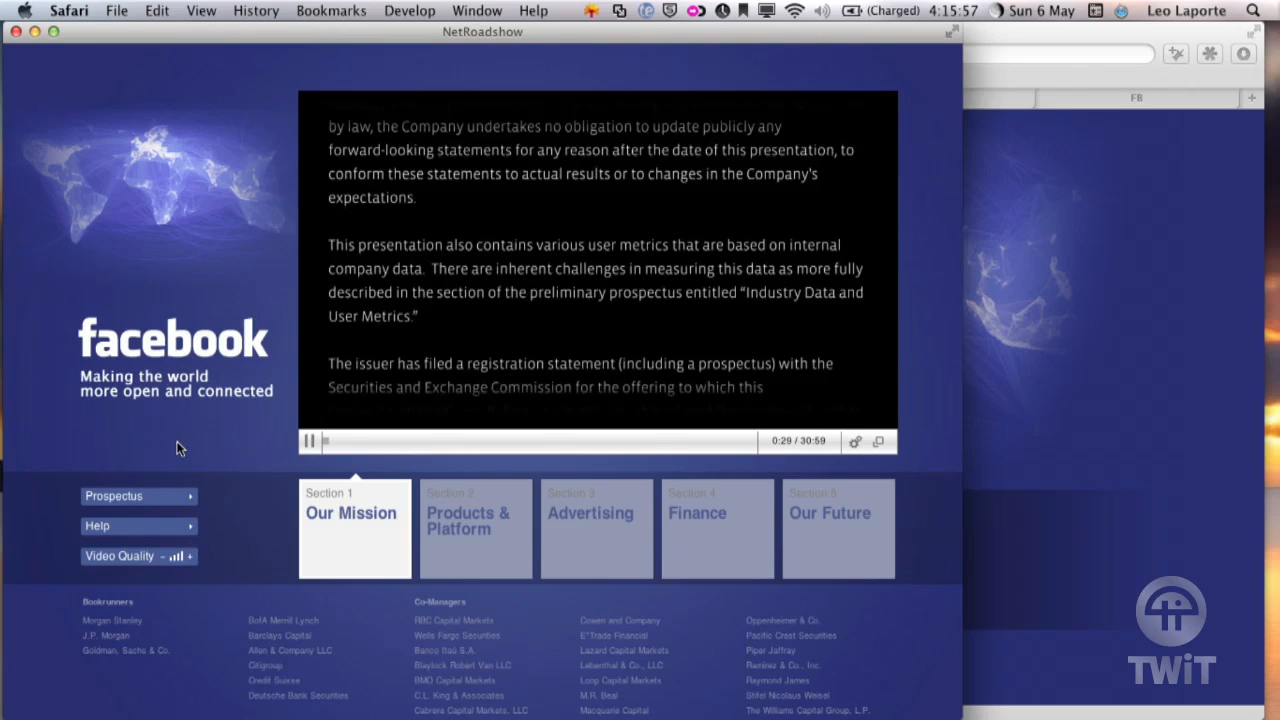 Safari File Edit View History Bookmarks Develop Window Help (Charged) 4:15:57 Sun 6 May Leo Laporte
NetRoadshow
FB
by law, the Company undertakes no obligation to update publicly any
forward-looking statements for any reason after the date of this presentation, to
conform these statements to actual results or to changes in the Company's
expectations.
This presentation also contains various user metrics that are based on internal
company data. There are inherent challenges in measuring this data as more fully
described in the section of the preliminary prospectus entitled “Industry Data and
User Metrics.”
The issuer has filed a registration statement (including a prospectus) with the
Securities and Exchange Commission for the offering to which this
facebook
Making the world
more open and connected
0:29 / 30:59
Prospectus
Help
Video Quality - +
Section 1
Our Mission
Section 2
Products &
Platform
Section 3
Advertising
Section 4
Finance
Section 5
Our Future
Bookrunners
Morgan Stanley
J.P. Morgan
Goldman, Sachs & Co.
BofA Merrill Lynch
Barclays Capital
Allen & Company LLC
Citigroup
Credit Suisse
Deutsche Bank Securities
Co-Managers
RBC Capital Markets
Wells Fargo Securities
Banco Itaú S.A.
Blaylock Robert Van LLC
BMO Capital Markets
C.L. King & Associates
Cabrera Capital Markets, LLC
Cowen and Company
E*Trade Financial
Lazard Capital Markets
Lebenthal & Co., LLC
Loop Capital Markets
M.R. Beal
Macquarie Capital
Oppenheimer & Co.
Pacific Crest Securities
Piper Jaffray
Ramirez & Co., Inc.
Raymond James
Stifel Nicolaus Weisel
The Williams Capital Group, L.P.
TWiT